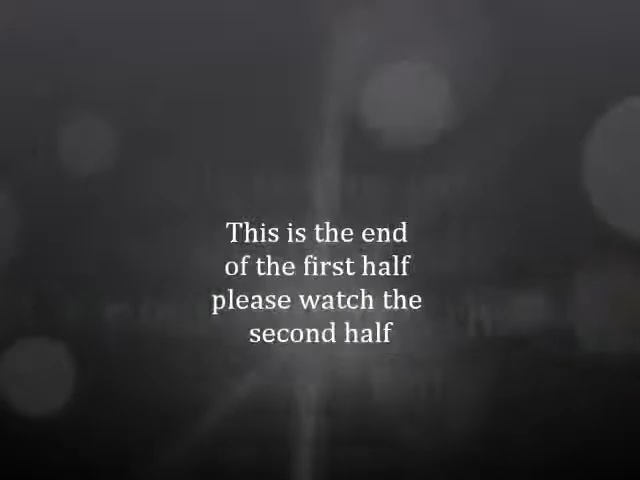 This is the end
of the first half
please watch the
second half